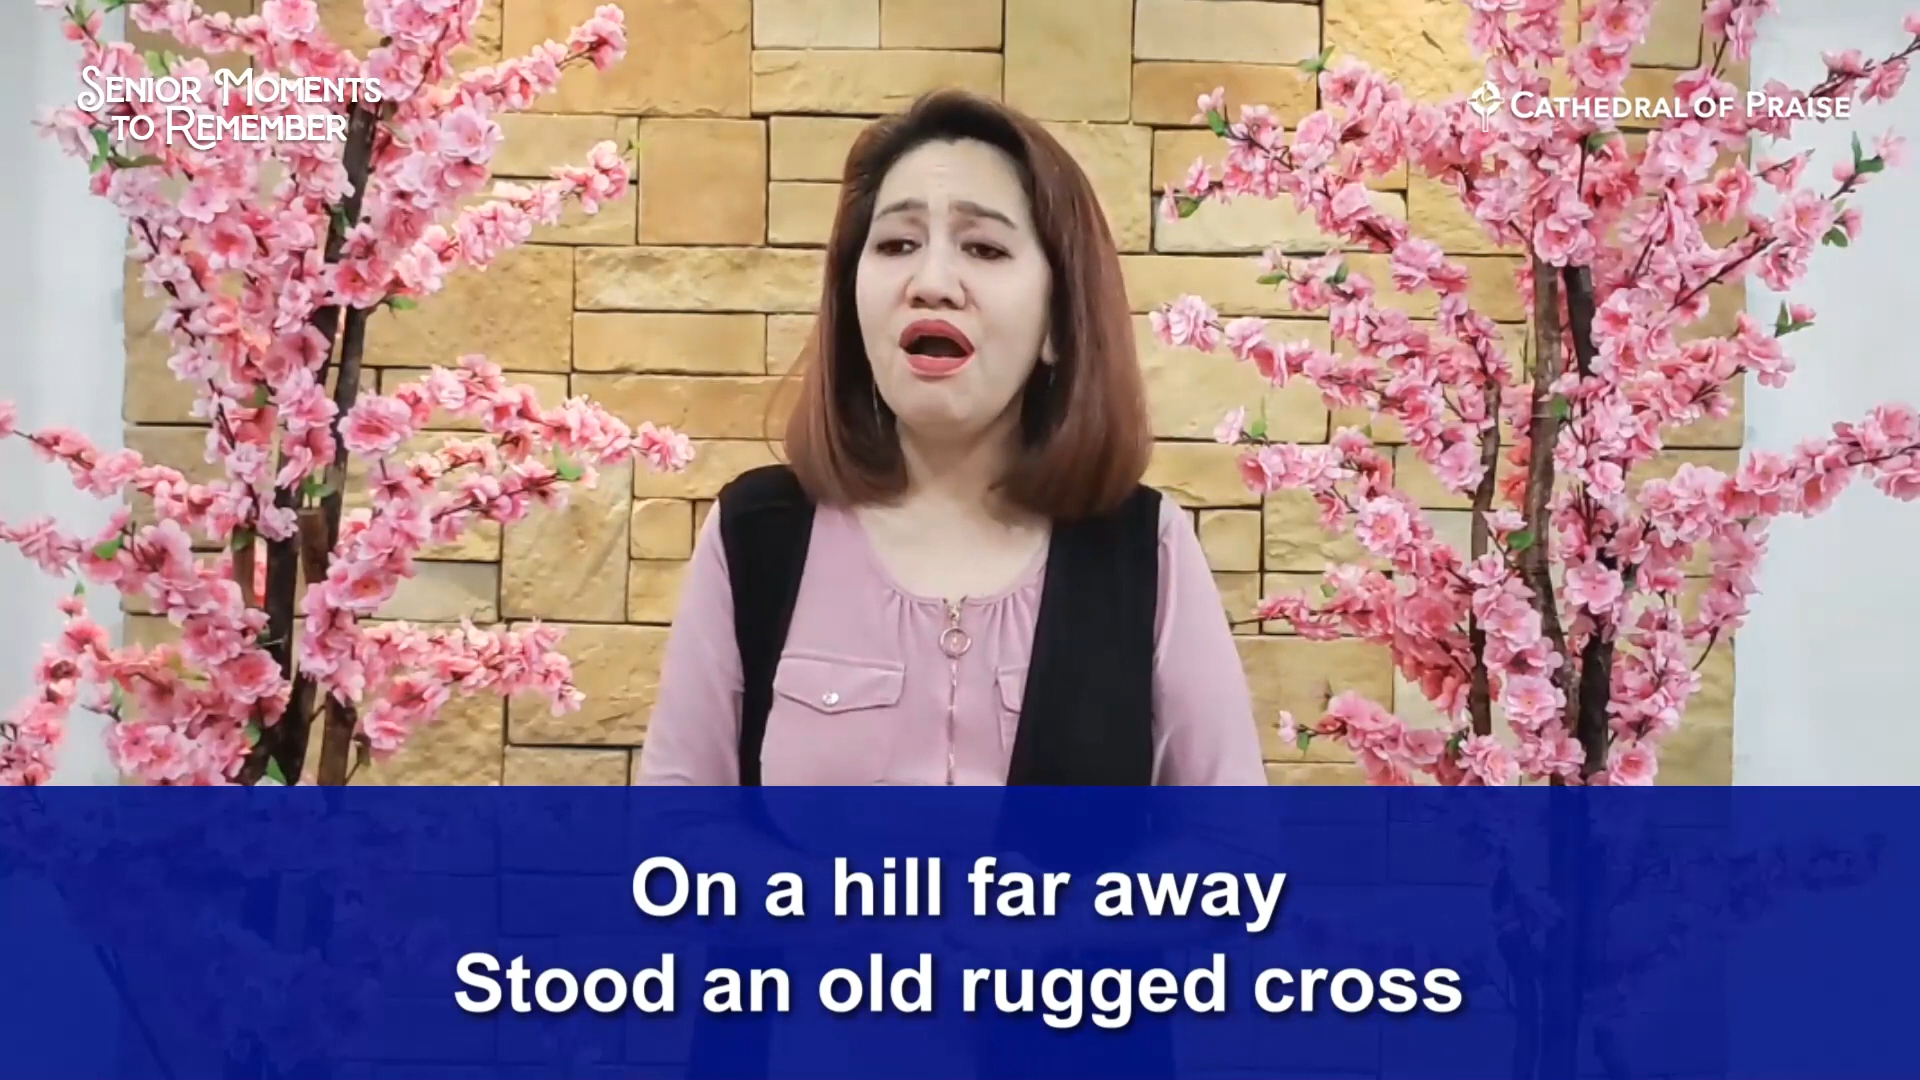 Senior Moments
to Remember
Cathedral of Praise
On a hill far away
Stood an old rugged cross